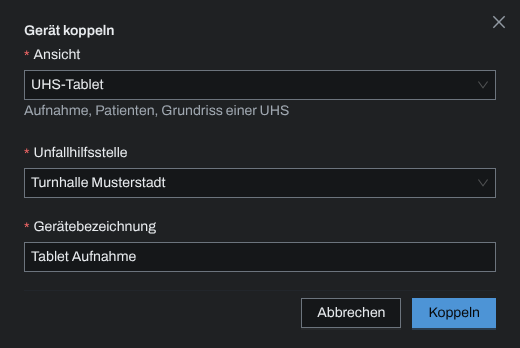 Gerät koppeln
* Ansicht
UHS-Tablet
Aufnahme, Patienten, Grundriss einer UHS
* Unfallhilfsstelle
Turnhalle Musterstadt
* Gerätebezeichnung
Tablet Aufnahme
Abbrechen
Koppeln